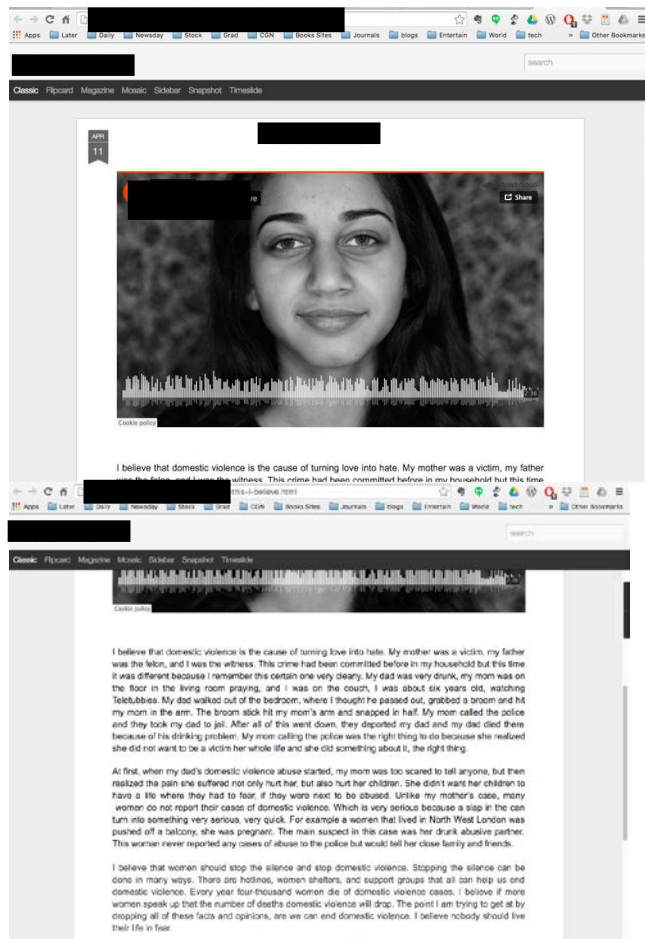 Apps Later Daily Newsday Stock Grad CGN Books Sites Journals blogs Entertain World tech » Other Bookmarks
search
Classic Flipcard Magazine Mosaic Sidebar Snapshot Timeslide
APR
11
ve
Share
2:36
Cookie policy
I believe that domestic violence is the cause of turning love into hate. My mother was a victim, my father
was the felon, and I was the witness. This crime had been committed before in my household but this time
this-i-believe.html
Apps Later Daily Newsday Stock Grad CGN Books Sites Journals blogs Entertain World tech » Other Bookmarks
search
Classic Flipcard Magazine Mosaic Sidebar Snapshot Timeslide
Cookie policy
I believe that domestic violence is the cause of turning love into hate. My mother was a victim, my father
was the felon, and I was the witness. This crime had been committed before in my household but this time
it was different because I remember this certain one very clearly. My dad was very drunk, my mom was on
the floor in the living room praying, and I was on the couch, I was about six years old, watching
Teletubbies. My dad walked out of the bedroom, where I thought he passed out, grabbed a broom and hit
my mom in the arm. The broom stick hit my mom's arm and snapped in half. My mom called the police
and they took my dad to jail. After all of this went down, they deported my dad and my dad died there
because of his drinking problem. My mom calling the police was the right thing to do because she realized
she did not want to be a victim her whole life and she did something about it, the right thing.
At first, when my dad's domestic violence abuse started, my mom was too scared to tell anyone, but then
realized the pain she suffered not only hurt her, but also hurt her children. She didn't want her children to
have a life where they had to fear, if they were next to be abused. Unlike my mother's case, many
women do not report their cases of domestic violence. Which is very serious because a slap in the can
turn into something very serious, very quick. For example a women that lived in North West London was
pushed off a balcony, she was pregnant. The main suspect in this case was her drunk abusive partner.
This woman never reported any cases of abuse to the police but would tell her close family and friends.
I believe that women should stop the silence and stop domestic violence. Stopping the silence can be
done in many ways. There are hotlines, women shelters, and support groups that all can help us end
domestic violence. Every year four-thousand women die of domestic violence cases. I believe if more
women speak up that the number of deaths domestic violence will drop. The point I am trying to get at by
dropping all of these facts and opinions, are we can end domestic violence. I believe nobody should live
their life in fear.